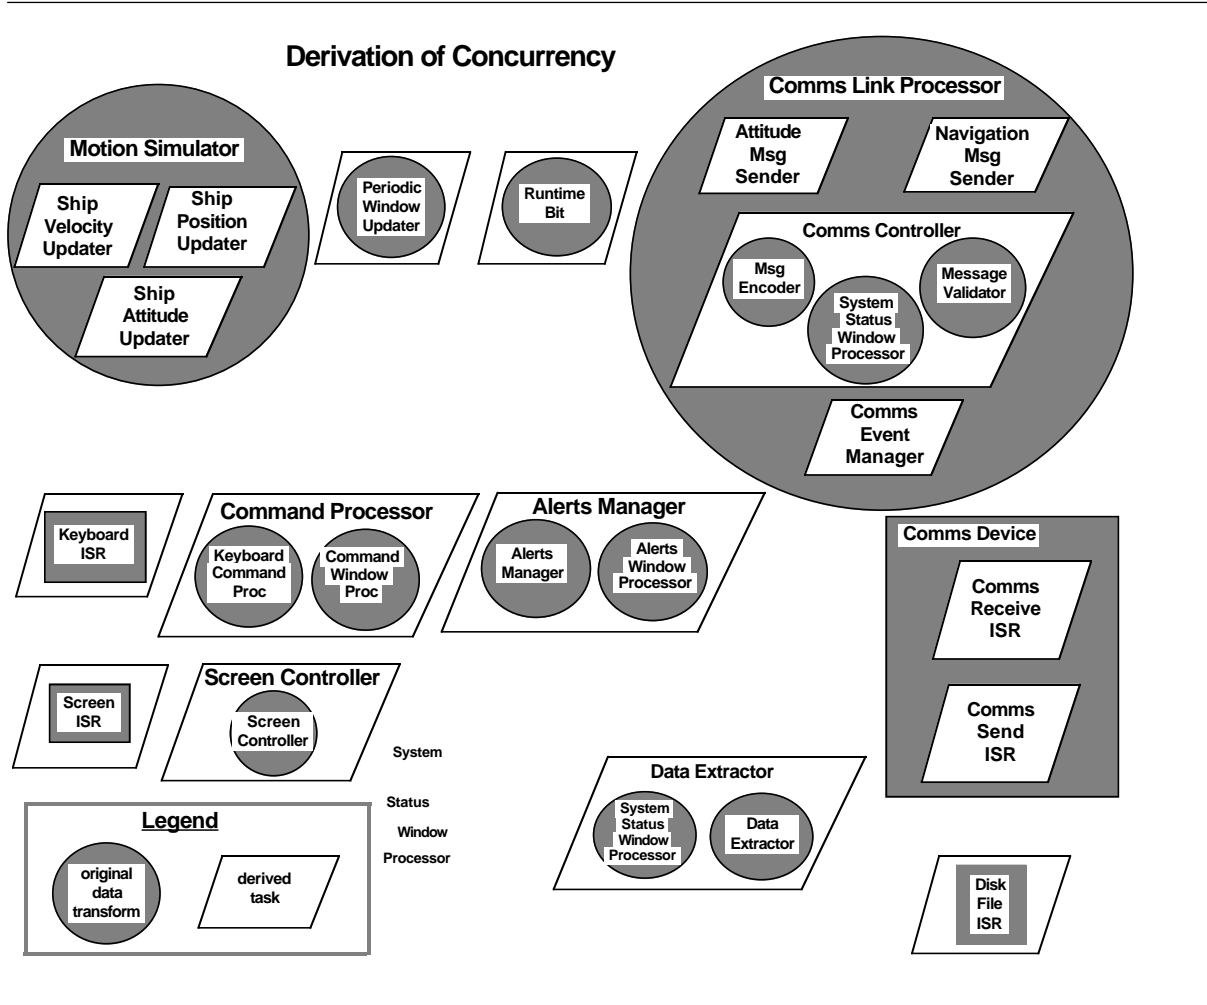 Derivation of Concurrency
Motion Simulator
Ship
Velocity
Updater
Ship
Position
Updater
Ship
Attitude
Updater
Periodic
Window
Updater
Runtime
Bit
Comms Link Processor
Attitude
Msg
Sender
Navigation
Msg
Sender
Comms Controller
Msg
Encoder
System
Status
Window
Processor
Message
Validator
Comms
Event
Manager
Keyboard
ISR
Command Processor
Keyboard
Command
Proc
Command
Window
Proc
Alerts Manager
Alerts
Manager
Alerts
Window
Processor
Comms Device
Comms
Receive
ISR
Comms
Send
ISR
Screen
ISR
Screen Controller
Screen
Controller
System
Status
Window
Processor
Data Extractor
System
Status
Window
Processor
Data
Extractor
Legend
original
data
transform
derived
task
Disk
File
ISR